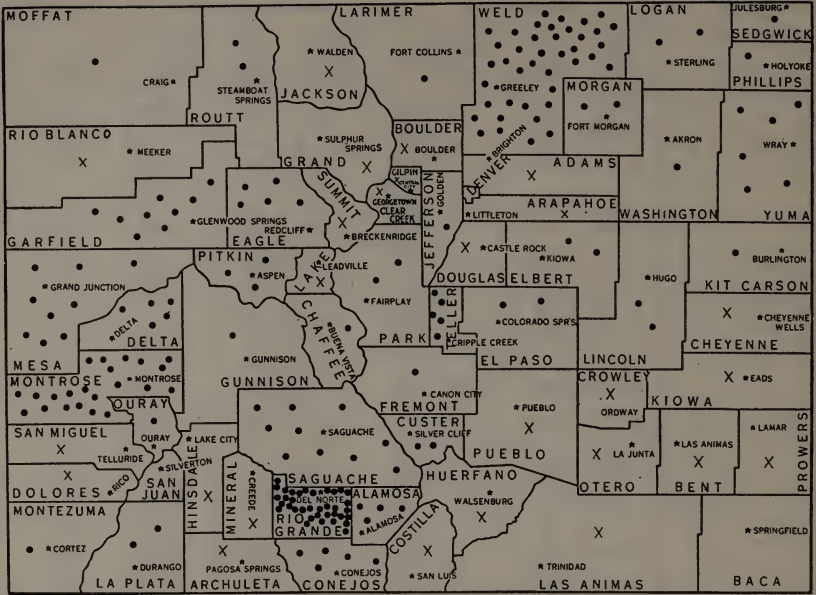 MOFFAT
LARIMER
WELD
LOGAN
JULESBURG
SEDGWICK
WALDEN
FORT COLLINS
STERLING
HOLYOKE
PHILLIPS
CRAIG
STEAMBOAT
SPRINGS
JACKSON
GREELEY
MORGAN
ROUTT
FORT MORGAN
RIO BLANCO
BOULDER
MEEKER
SULPHUR
SPRINGS
BOULDER
BRIGHTON
AKRON
WRAY
GRAND
GILPIN
CENTRAL
CITY
DENVER
ADAMS
SUMMIT
GEORGETOWN
CLEAR
CREEK
JEFFERSON
GOLDEN
ARAPAHOE
LITTLETON
WASHINGTON
YUMA
GLENWOOD SPRINGS
REDCLIFF
BRECKENRIDGE
GARFIELD
EAGLE
PITKIN
LAKE
LEADVILLE
CASTLE ROCK
KIOWA
BURLINGTON
ASPEN
DOUGLAS
ELBERT
HUGO
KIT CARSON
GRAND JUNCTION
FAIRPLAY
CHAFFEE
TELLER
COLORADO SPR'S
CHEYENNE
WELLS
DELTA
DELTA
BUENA VISTA
PARK
CRIPPLE CREEK
CHEYENNE
MESA
GUNNISON
EL PASO
LINCOLN
MONTROSE
MONTROSE
GUNNISON
CROWLEY
EADS
CANON CITY
OURAY
FREMONT
ORDWAY
KIOWA
SAN MIGUEL
OURAY
LAKE CITY
SAGUACHE
CUSTER
SILVER CLIFF
PUEBLO
PUEBLO
LA JUNTA
LAS ANIMAS
LAMAR
PROWERS
TELLURIDE
SILVERTON
DOLORES
RICO
SAN
JUAN
HINSDALE
MINERAL
CREEDE
SAGUACHE
HUERFANO
OTERO
BENT
MONTEZUMA
DEL NORTE
RIO
GRANDE
ALAMOSA
ALAMOSA
COSTILLA
WALSENBURG
SPRINGFIELD
CORTEZ
DURANGO
PAGOSA SPRINGS
CONEJOS
SAN LUIS
TRINIDAD
LA PLATA
ARCHULETA
CONEJOS
LAS ANIMAS
BACA